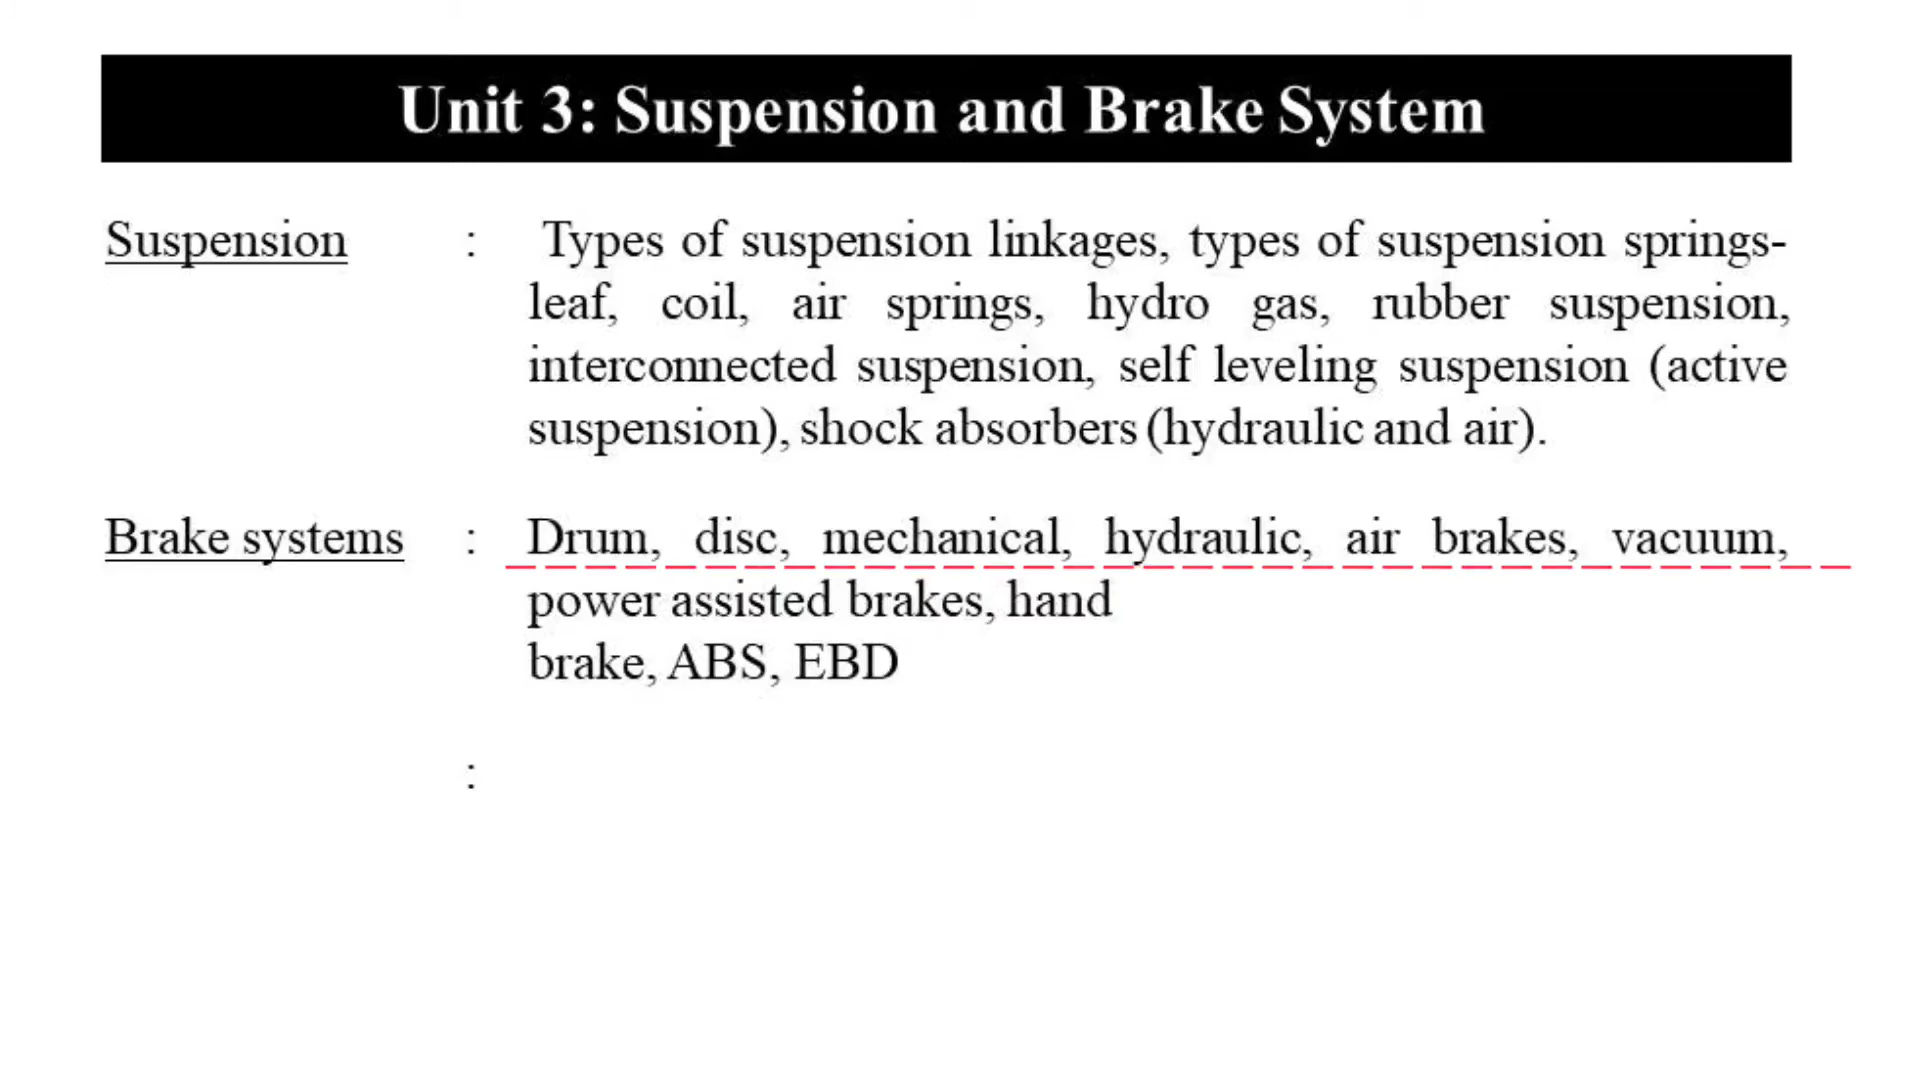 Unit 3: Suspension and Brake System
Suspension : Types of suspension linkages, types of suspension springs-
leaf, coil, air springs, hydro gas, rubber suspension,
interconnected suspension, self leveling suspension (active
suspension), shock absorbers (hydraulic and air).
Brake systems : Drum, disc, mechanical, hydraulic, air brakes, vacuum,
power assisted brakes, hand
brake, ABS, EBD
: